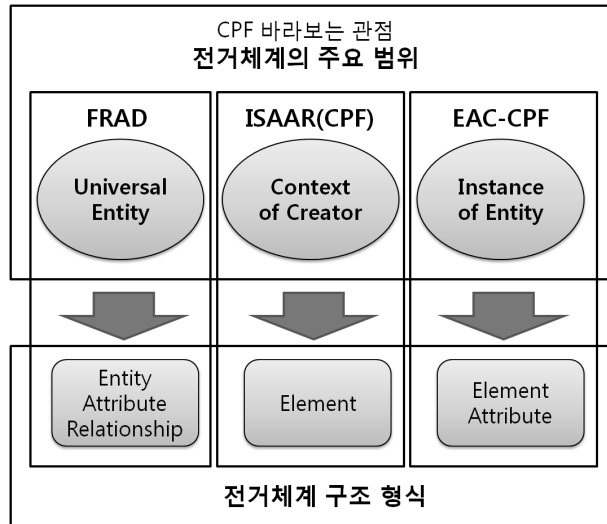 CPF 바라보는 관점
전거체계의 주요 범위
FRAD
ISAAR(CPF)
EAC-CPF
Universal
Entity
Context
of Creator
Instance
of Entity
Entity
Attribute
Relationship
Element
Element
Attribute
전거체계 구조 형식